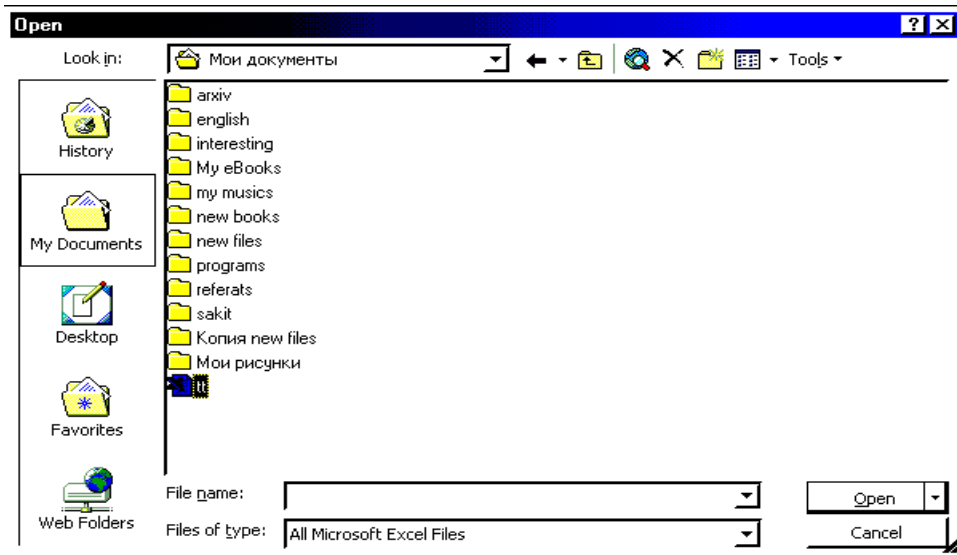 Open
Look in: Мои документы Tools
arxiv
english
interesting
My eBooks
my musics
new books
new files
programs
referats
sakit
Копия new files
Мои рисунки
History
My Documents
Desktop
Favorites
Web Folders
File name:
Open
Files of type: All Microsoft Excel Files
Cancel